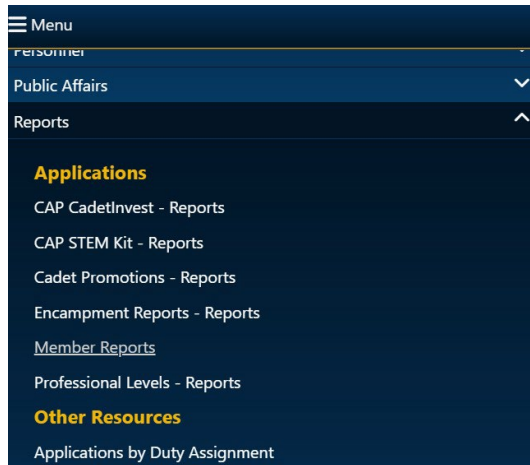 Menu
Personnel
Public Affairs
Reports
Applications
CAP CadetInvest - Reports
CAP STEM Kit - Reports
Cadet Promotions - Reports
Encampment Reports - Reports
Member Reports
Professional Levels - Reports
Other Resources
Applications by Duty Assignment